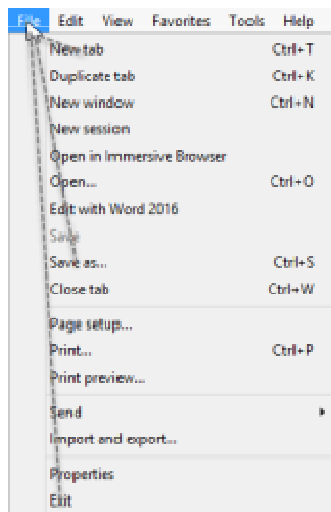 File Edit View Favorites Tools Help
New tab Ctrl+T
Duplicate tab Ctrl+K
New window Ctrl+N
New session
Open in Immersive Browser
Open... Ctrl+O
Edit with Word 2016
Save
Save as... Ctrl+S
Close tab Ctrl+W
Page setup...
Print... Ctrl+P
Print preview...
Send
Import and export...
Properties
Exit